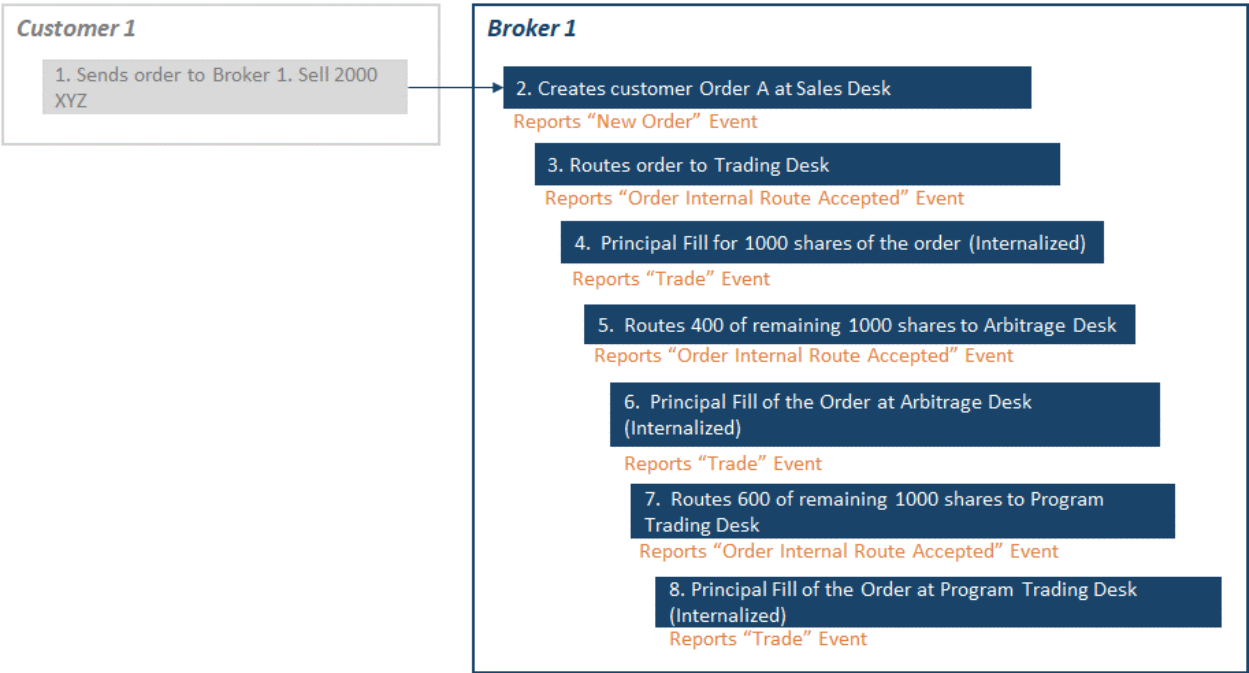 Customer 1
1. Sends order to Broker 1. Sell 2000
XYZ
Broker 1
2. Creates customer Order A at Sales Desk
Reports “New Order” Event
3. Routes order to Trading Desk
Reports “Order Internal Route Accepted” Event
4. Principal Fill for 1000 shares of the order (Internalized)
Reports “Trade” Event
5. Routes 400 of remaining 1000 shares to Arbitrage Desk
Reports “Order Internal Route Accepted” Event
6. Principal Fill of the Order at Arbitrage Desk
(Internalized)
Reports “Trade” Event
7. Routes 600 of remaining 1000 shares to Program
Trading Desk
Reports “Order Internal Route Accepted” Event
8. Principal Fill of the Order at Program Trading Desk
(Internalized)
Reports “Trade” Event